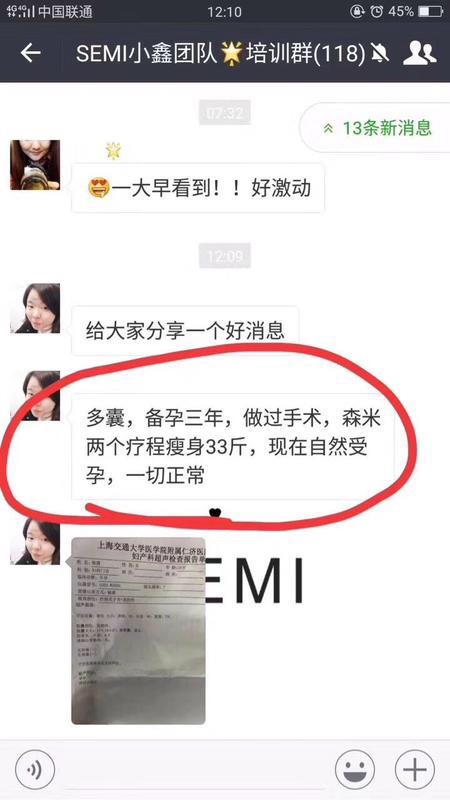 4G 4G 中国联通 12:10 45%
SEMI小鑫团队🌟培训群(118)
07:32
13条新消息
😍一大早看到！！好激动
12:09
给大家分享一个好消息
多囊，备孕三年，做过手术，森米
两个疗程瘦身33斤，现在自然受
孕，一切正常
上海交通大学医学院附属仁济医
妇产科超声检查报告单
EMI